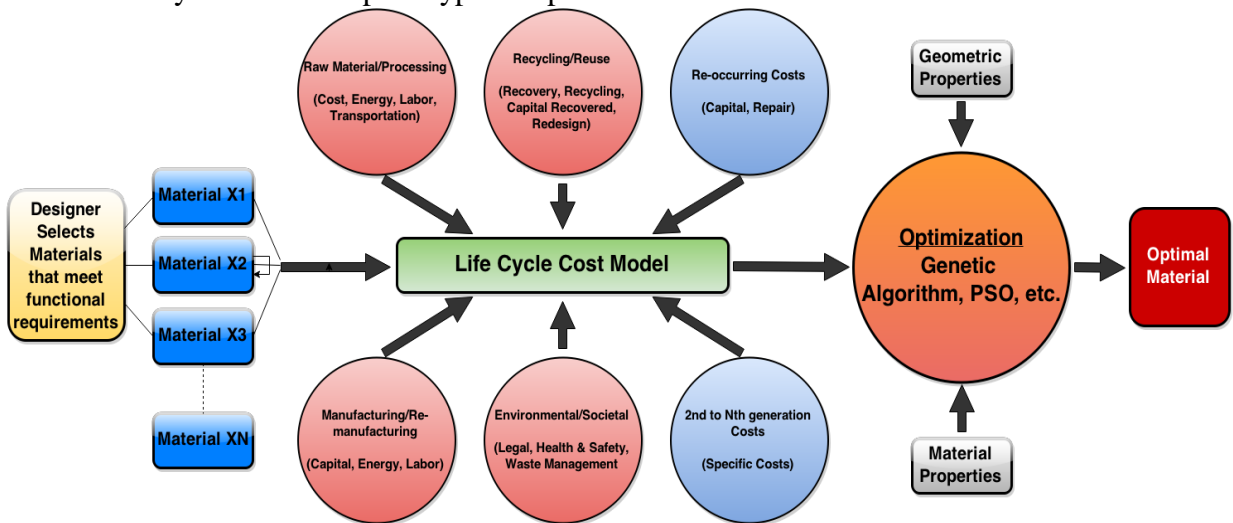 Raw Material/Processing
(Cost, Energy, Labor,
Transportation)
Recycling/Reuse
(Recovery, Recycling,
Capital Recovered,
Redesign)
Re-occurring Costs
(Capital, Repair)
Geometric
Properties
Designer
Selects
Materials
that meet
functional
requirements
Material X1
Material X2
Material X3
Material XN
Life Cycle Cost Model
Optimization
Genetic
Algorithm, PSO, etc.
Optimal
Material
Manufacturing/Re-
manufacturing
(Capital, Energy, Labor)
Environmental/Societal
(Legal, Health & Safety,
Waste Management
2nd to Nth generation
Costs
(Specific Costs)
Material
Properties